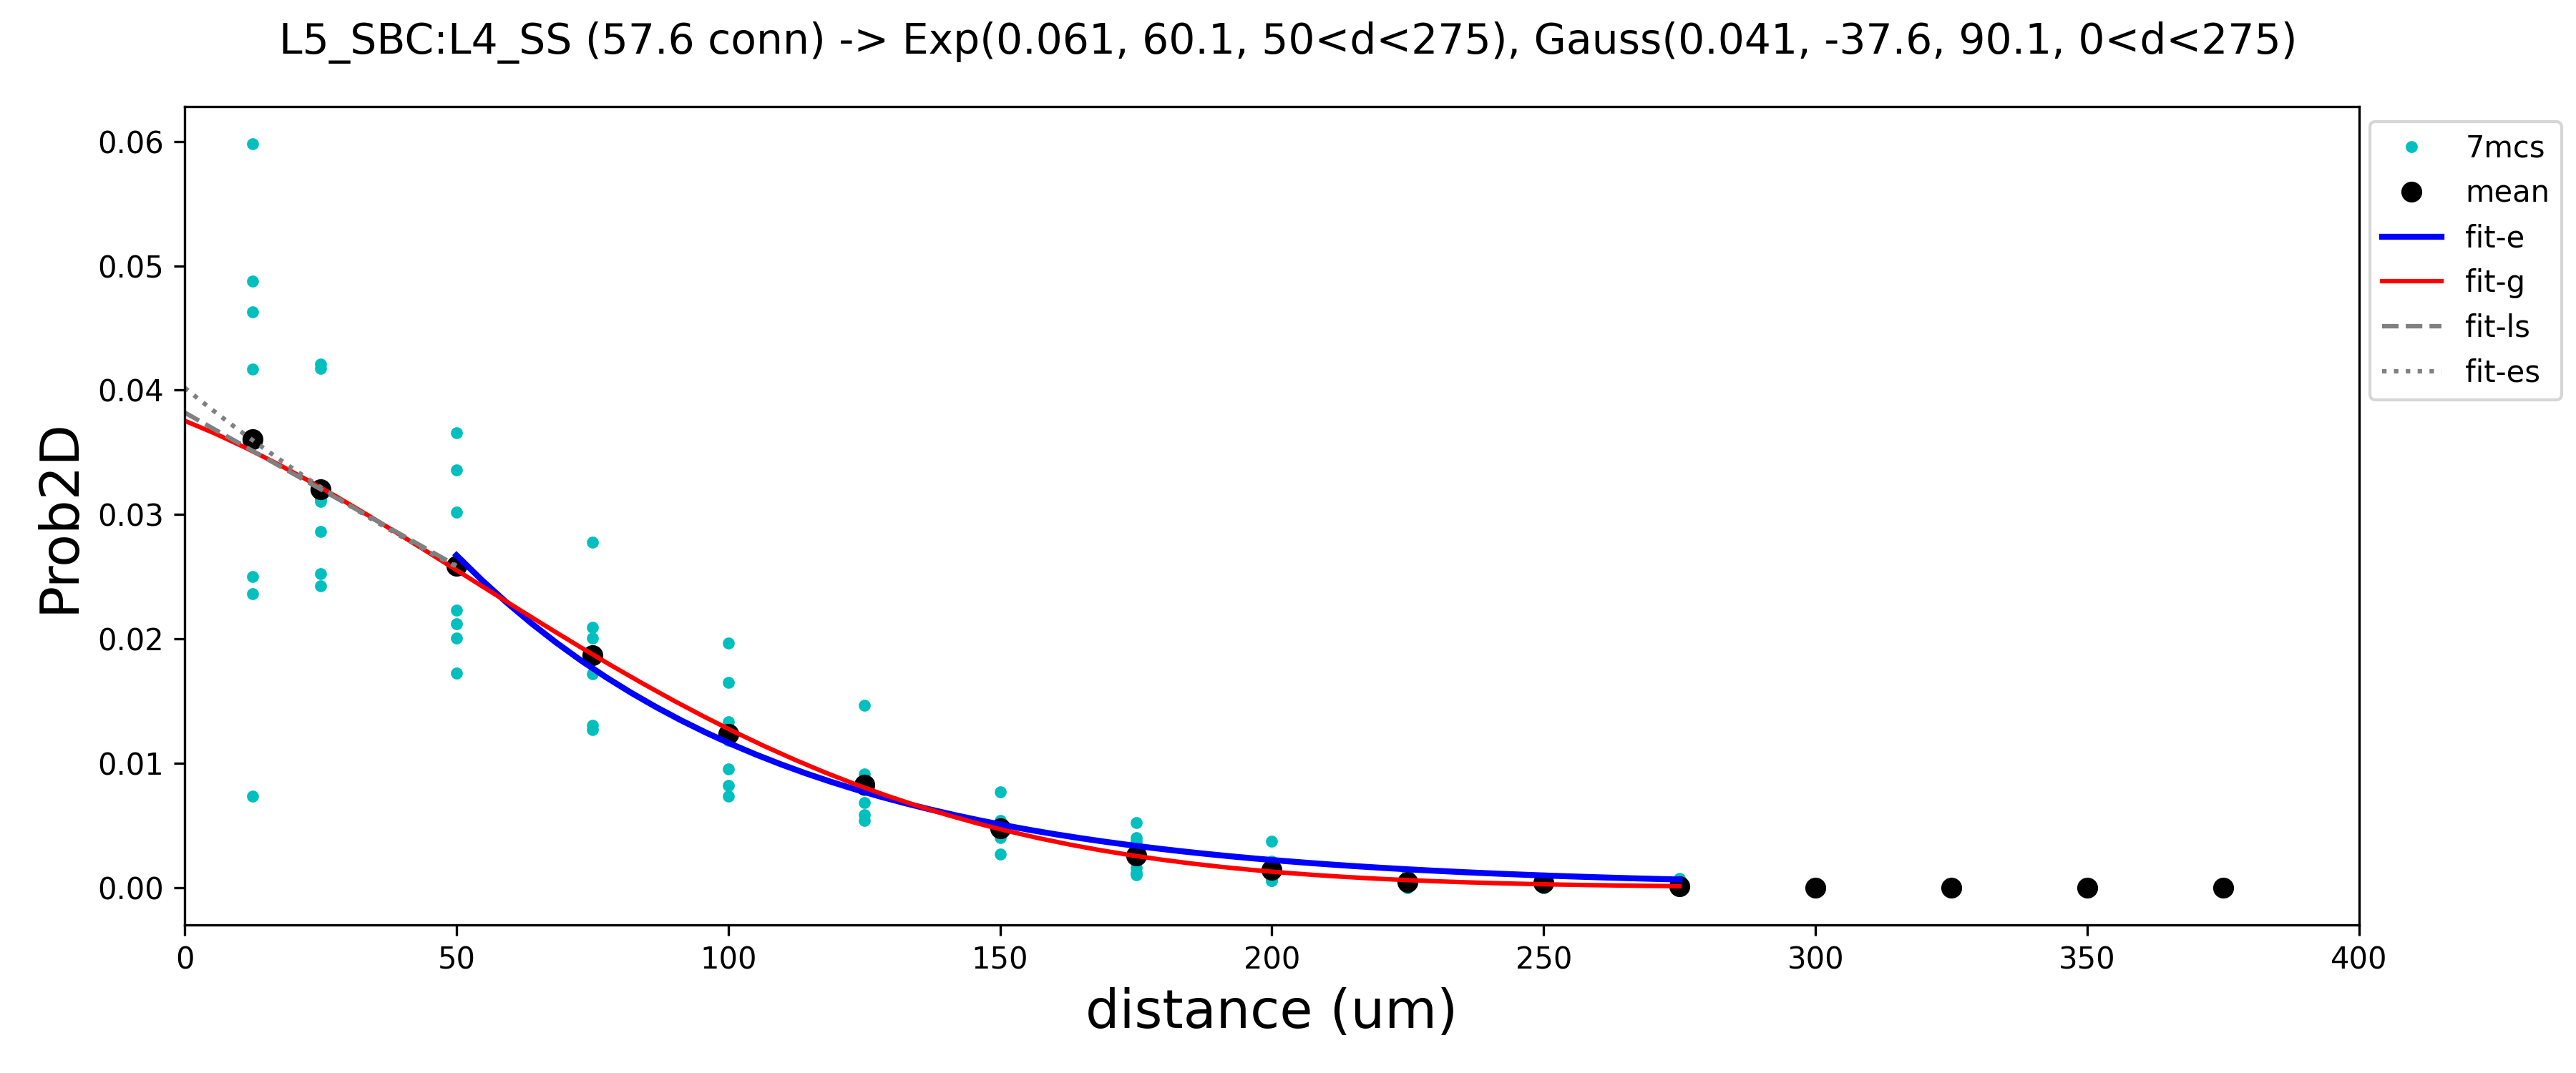 L5_SBC:L4_SS (57.6 conn) -> Exp(0.061, 60.1, 50<d<275), Gauss(0.041, -37.6, 90.1, 0<d<275)
0.06
0.05
0.04
0.03
0.02
0.01
0.00
Prob2D
0 50 100 150 200 250 300 350 400
distance (um)
7mcs
mean
fit-e
fit-g
fit-ls
fit-es